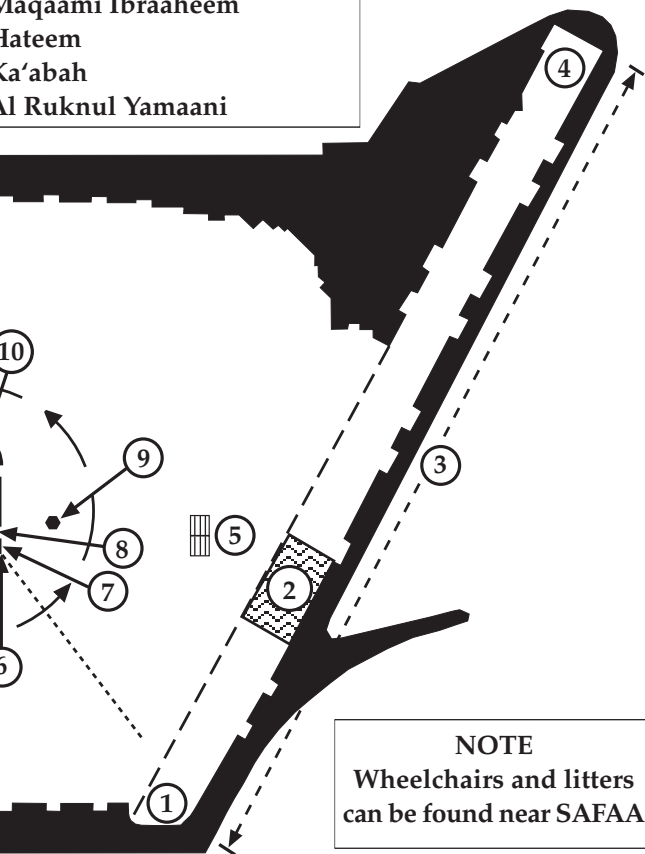 Maqaami Ibraaheem
Hateem
Ka‘abah
Al Ruknul Yamaani
4
10
9
3
5
8
2
7
6
1
NOTE
Wheelchairs and litters
can be found near SAFAA